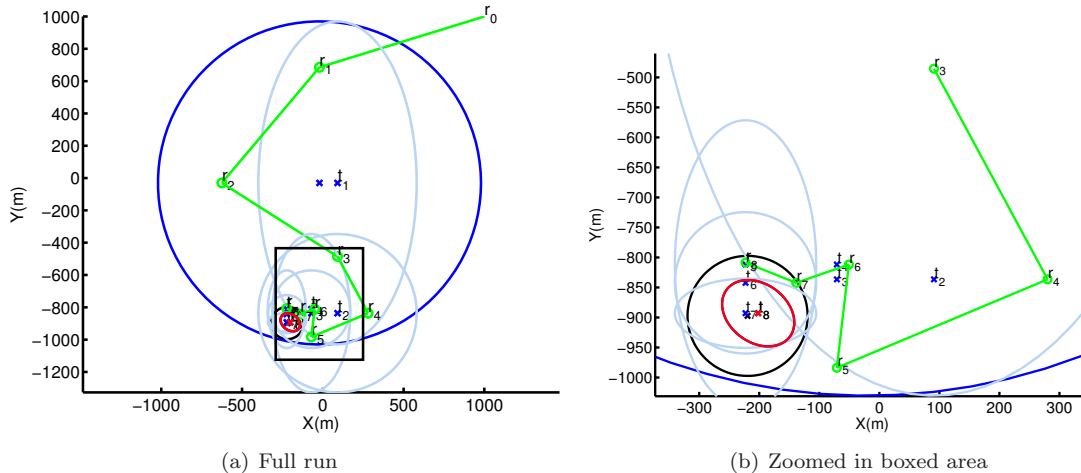 1000
800
600
400
200
0
−200
−400
−600
−800
−1000
−1200
Y(m)
−1000
−500
0
500
1000
X(m)
r0
r1
r2
t1
r3
t2
r4
r5
(a) Full run
−500
−550
−600
−650
−700
−750
−800
−850
−900
−950
−1000
Y(m)
−300
−200
−100
0
100
200
300
X(m)
r3
r8
r6
t3
t2
r4
t6
r7
t8
r5
(b) Zoomed in boxed area